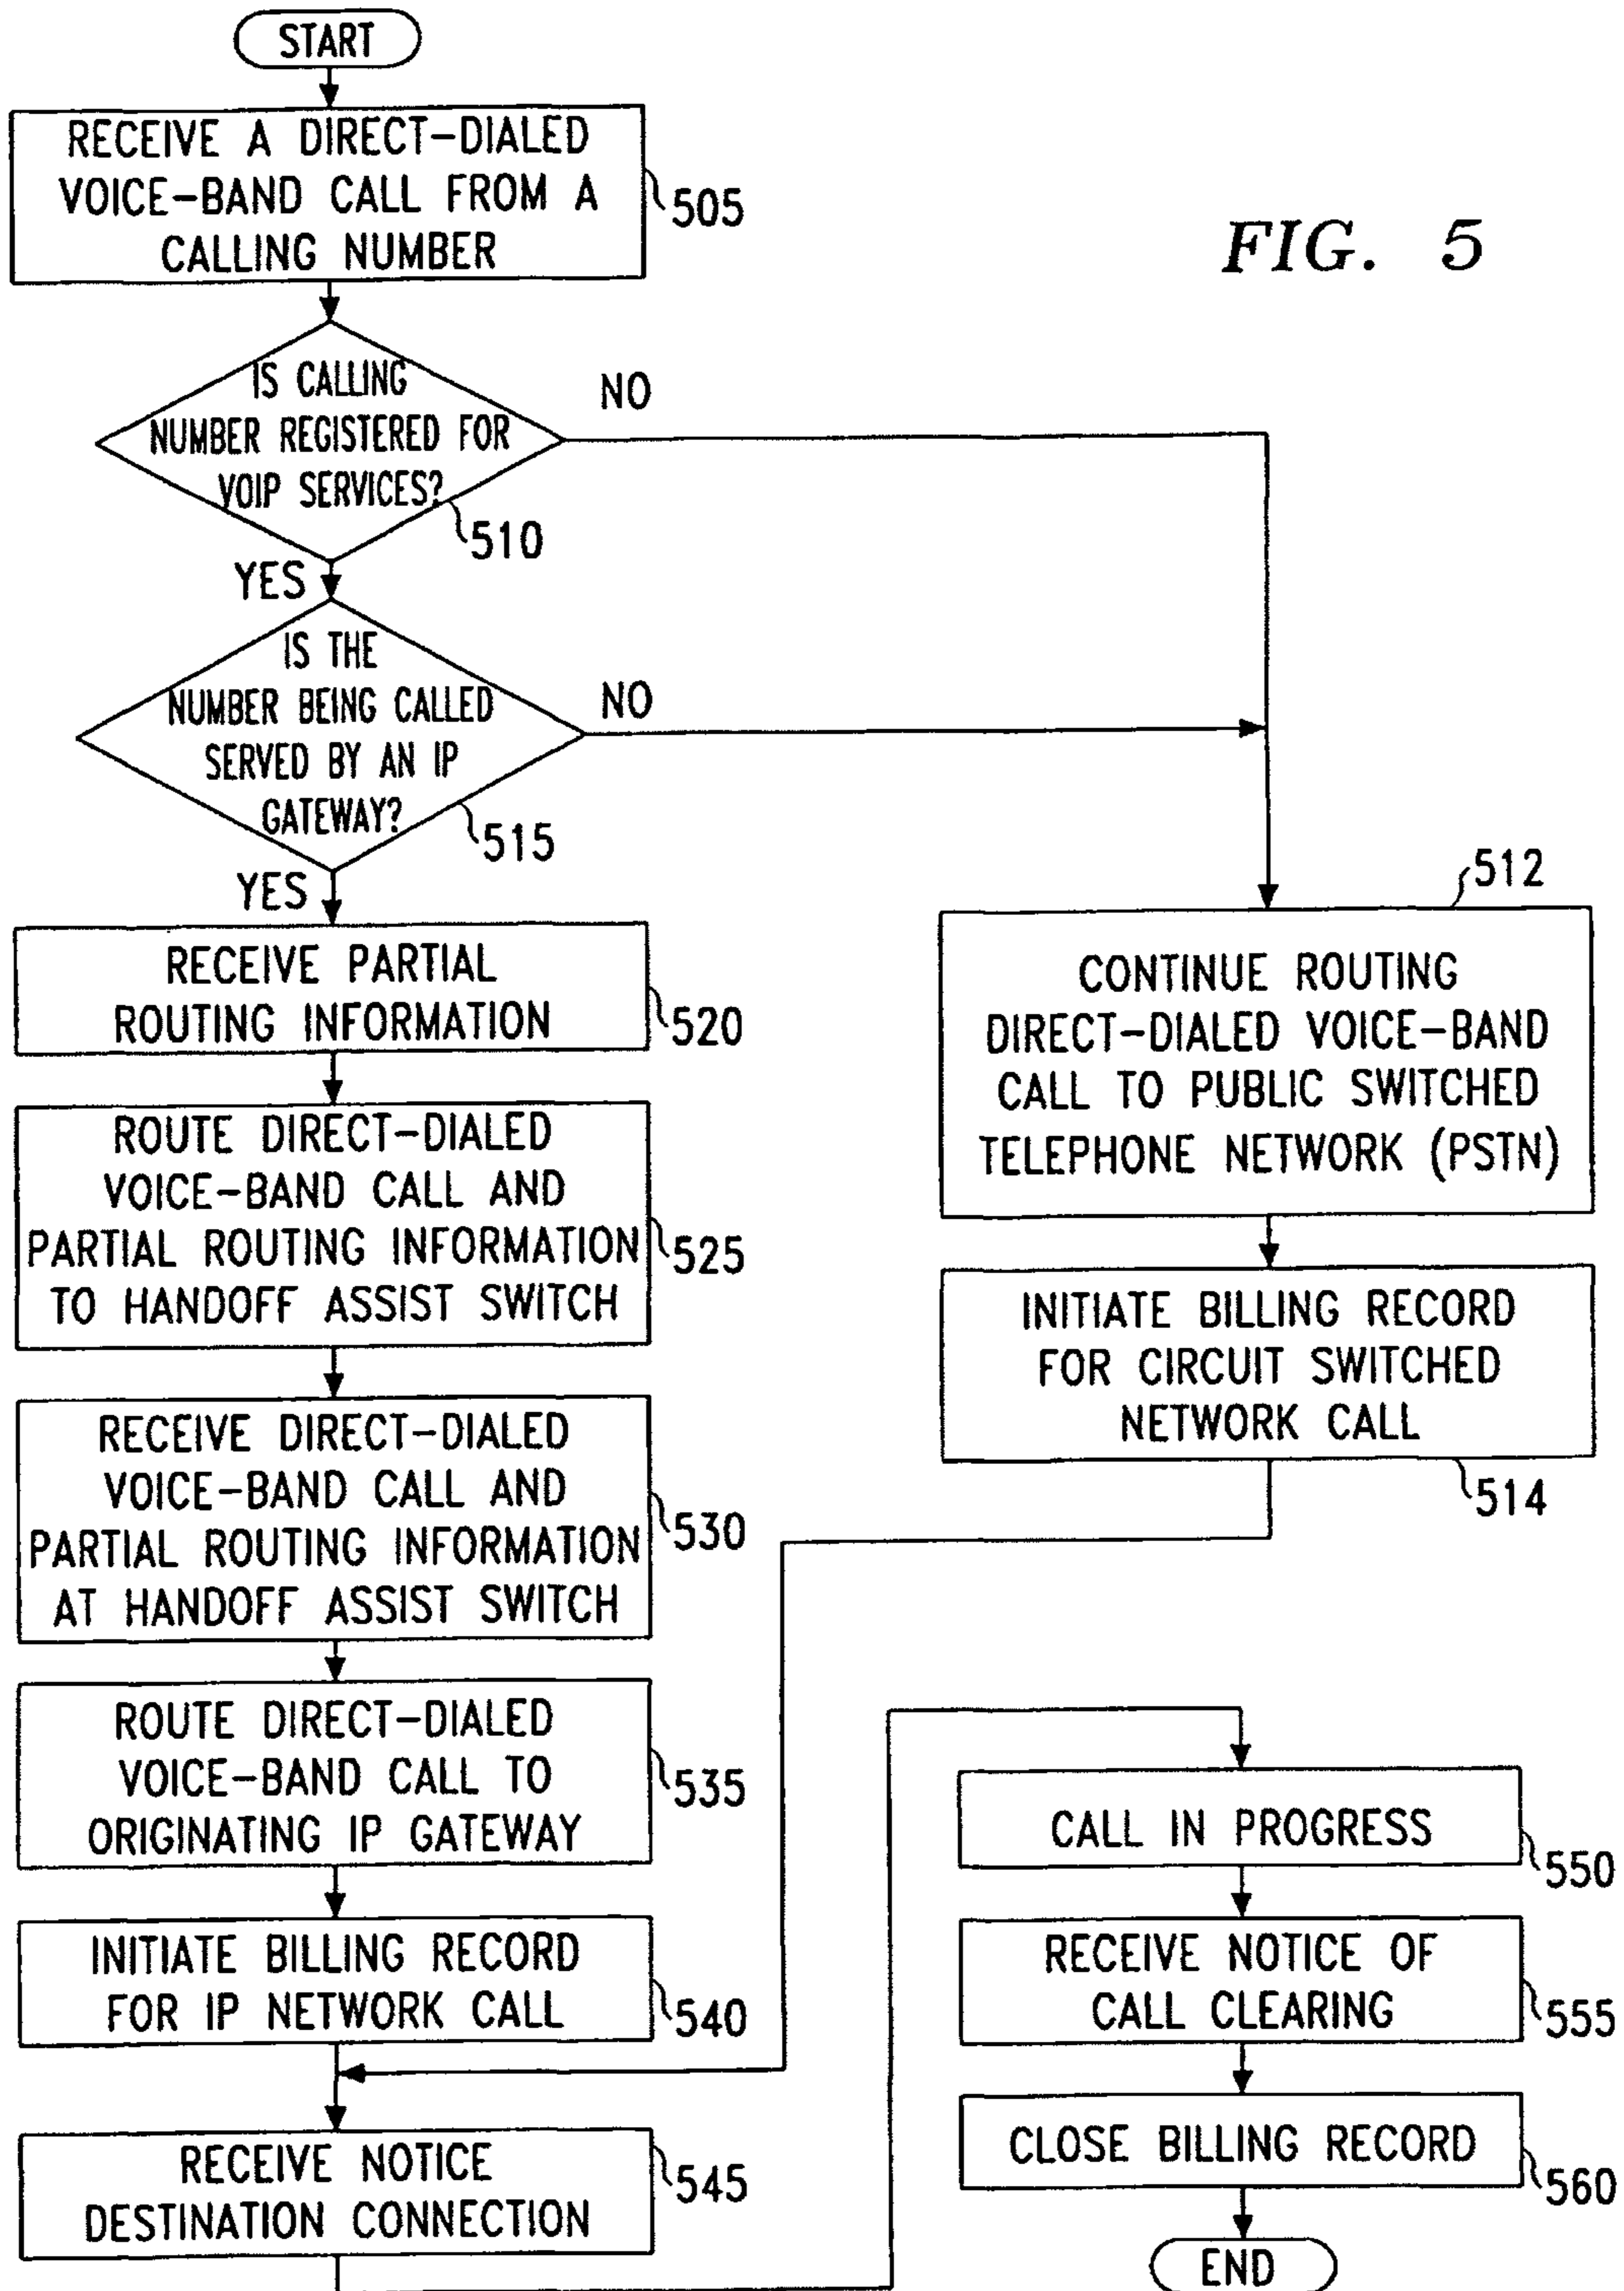 START
RECEIVE A DIRECT-DIALED
VOICE-BAND CALL FROM A
CALLING NUMBER
505
FIG. 5
IS CALLING
NUMBER REGISTERED FOR
VOIP SERVICES?
NO
510
YES
IS THE
NUMBER BEING CALLED
SERVED BY AN IP
GATEWAY?
NO
515
YES
RECEIVE PARTIAL
ROUTING INFORMATION
520
ROUTE DIRECT-DIALED
VOICE-BAND CALL AND
PARTIAL ROUTING INFORMATION
TO HANDOFF ASSIST SWITCH
525
RECEIVE DIRECT-DIALED
VOICE-BAND CALL AND
PARTIAL ROUTING INFORMATION
AT HANDOFF ASSIST SWITCH
530
ROUTE DIRECT-DIALED
VOICE-BAND CALL TO
ORIGINATING IP GATEWAY
535
INITIATE BILLING RECORD
FOR IP NETWORK CALL
540
RECEIVE NOTICE
DESTINATION CONNECTION
545
512
CONTINUE ROUTING
DIRECT-DIALED VOICE-BAND
CALL TO PUBLIC SWITCHED
TELEPHONE NETWORK (PSTN)
INITIATE BILLING RECORD
FOR CIRCUIT SWITCHED
NETWORK CALL
514
CALL IN PROGRESS
550
RECEIVE NOTICE OF
CALL CLEARING
555
CLOSE BILLING RECORD
560
END